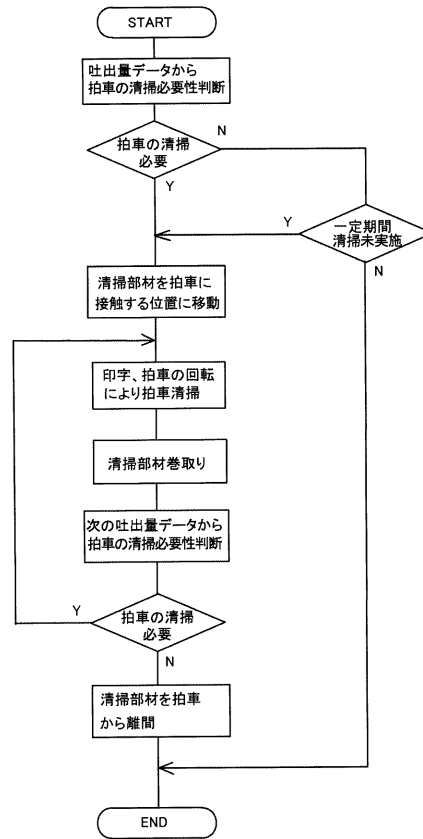 START
吐出量データから
拍車の清掃必要性判断
拍車の清掃
必要
N
Y
一定期間
清掃未実施
Y
N
清掃部材を拍車に
接触する位置に移動
印字、拍車の回転
により拍車清掃
清掃部材巻取り
次の吐出量データから
拍車の清掃必要性判断
拍車の清掃
必要
Y
N
清掃部材を拍車
から離間
END